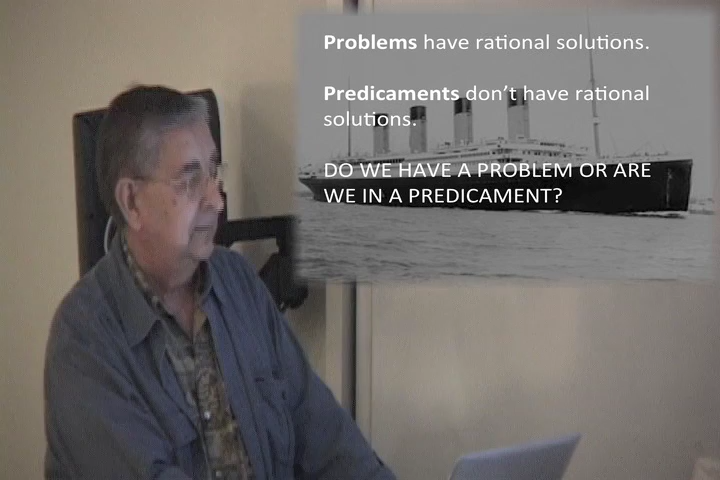 Problems have rational solutions.
Predicaments don't have rational
solutions.
DO WE HAVE A PROBLEM OR ARE
WE IN A PREDICAMENT?